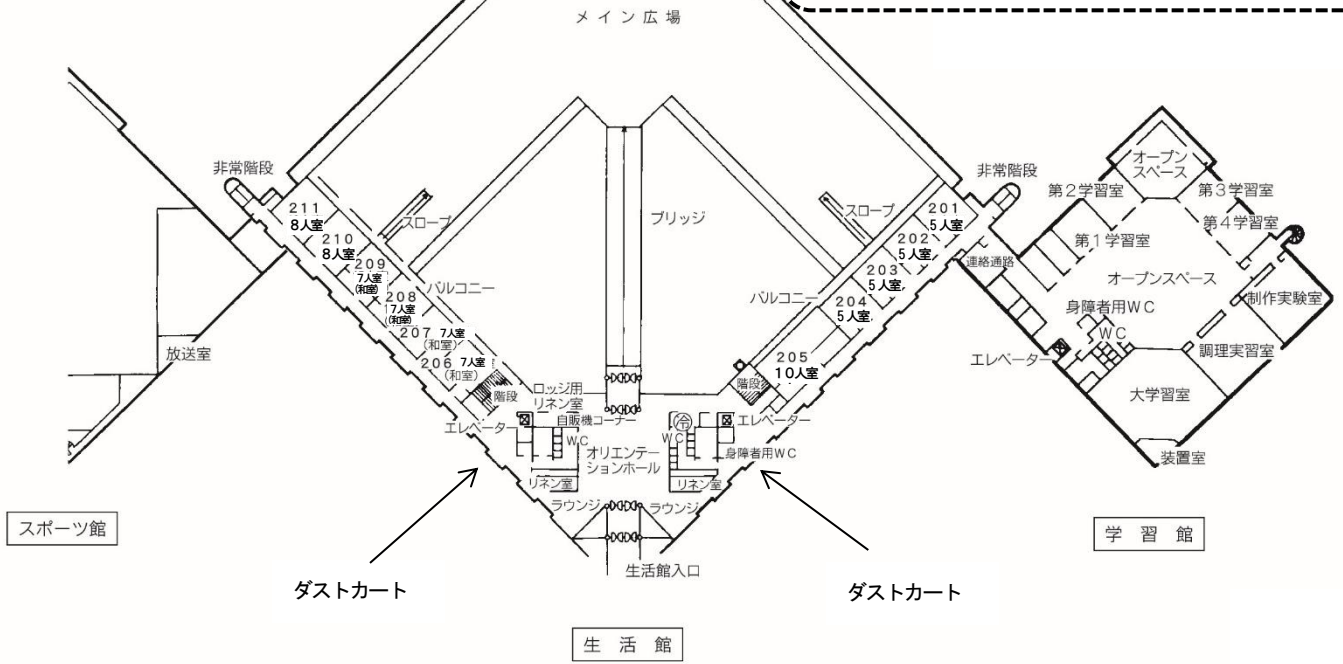 メイン広場
非常階段
211
8人室
210
8人室
209
7人室
(和室)
208
7人室
(和室)
207 7人室
(和室)
206 7人室
(和室)
スロープ
バルコニー
階段
エレベーター
放送室
スポーツ館
ブリッジ
ロッジ用
リネン室
自販機コーナー
WC
オリエンテー
ションホール
リネン室
ラウンジ
冷
WC
エレベーター
身障者用WC
リネン室
ラウンジ
生活館入口
ダストカート
ダストカート
生活館
スロープ
バルコニー
階段
201
5人室
202
5人室
203
5人室
204
5人室
205
10人室
非常階段
連絡通路
オープン
スペース
第2学習室
第3学習室
第1学習室
第4学習室
オープンスペース
身障者用WC
WC
エレベーター
制作実験室
調理実習室
大学習室
装置室
学習館